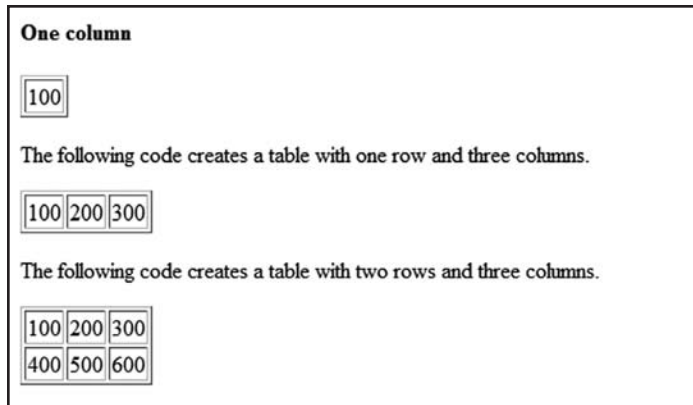 One column
100
The following code creates a table with one row and three columns.
100 200 300
The following code creates a table with two rows and three columns.
100 200 300
400 500 600